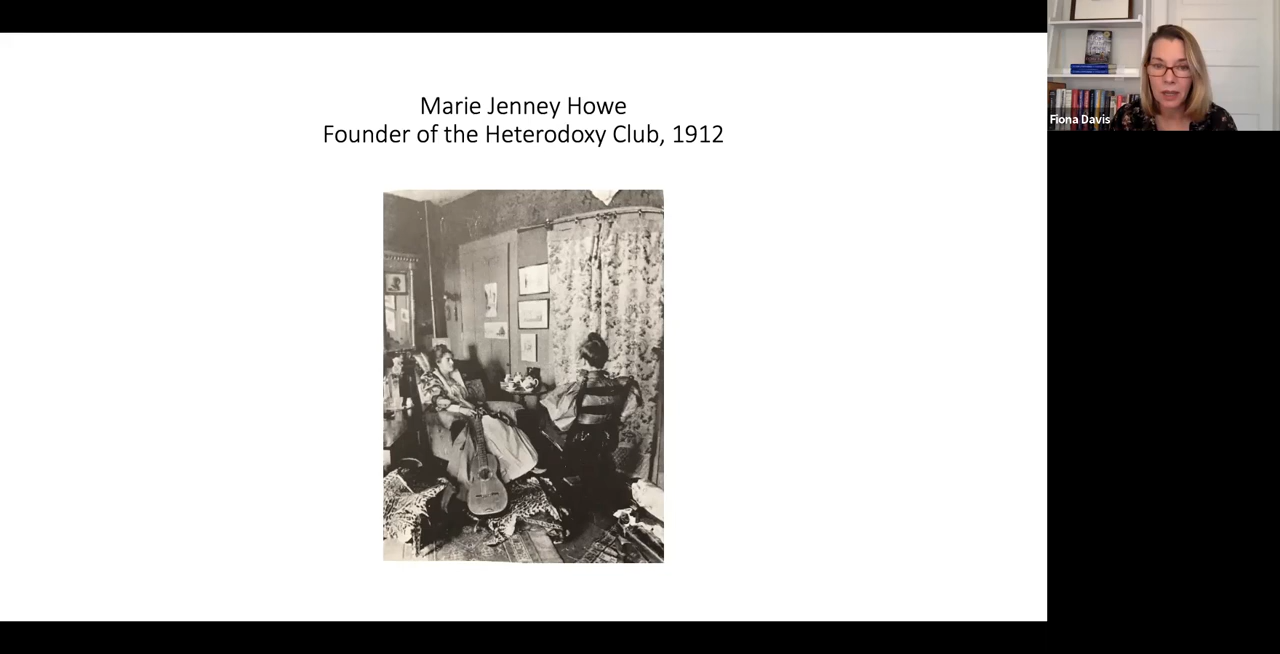 Marie Jenney Howe
Founder of the Heterodoxy Club, 1912
Fiona Davis